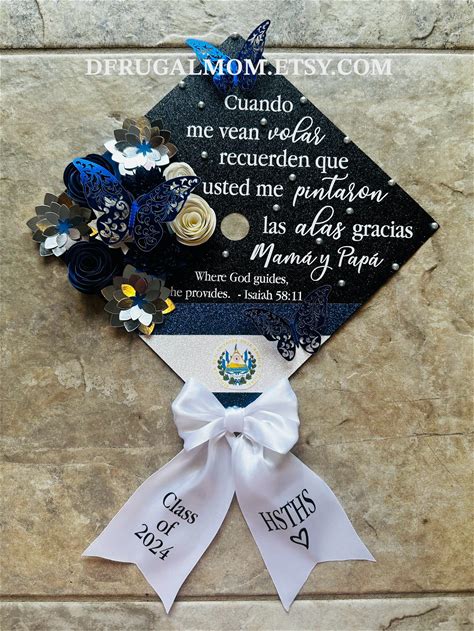 DFRUGALMOM.ETSY.COM
Cuando
me vean volar
recuerden que
usted me pintaron
las alas gracias
Mamá y Papá
Where God guides,
he provides. - Isaiah 58:11
Class
of
2024
HSTHS